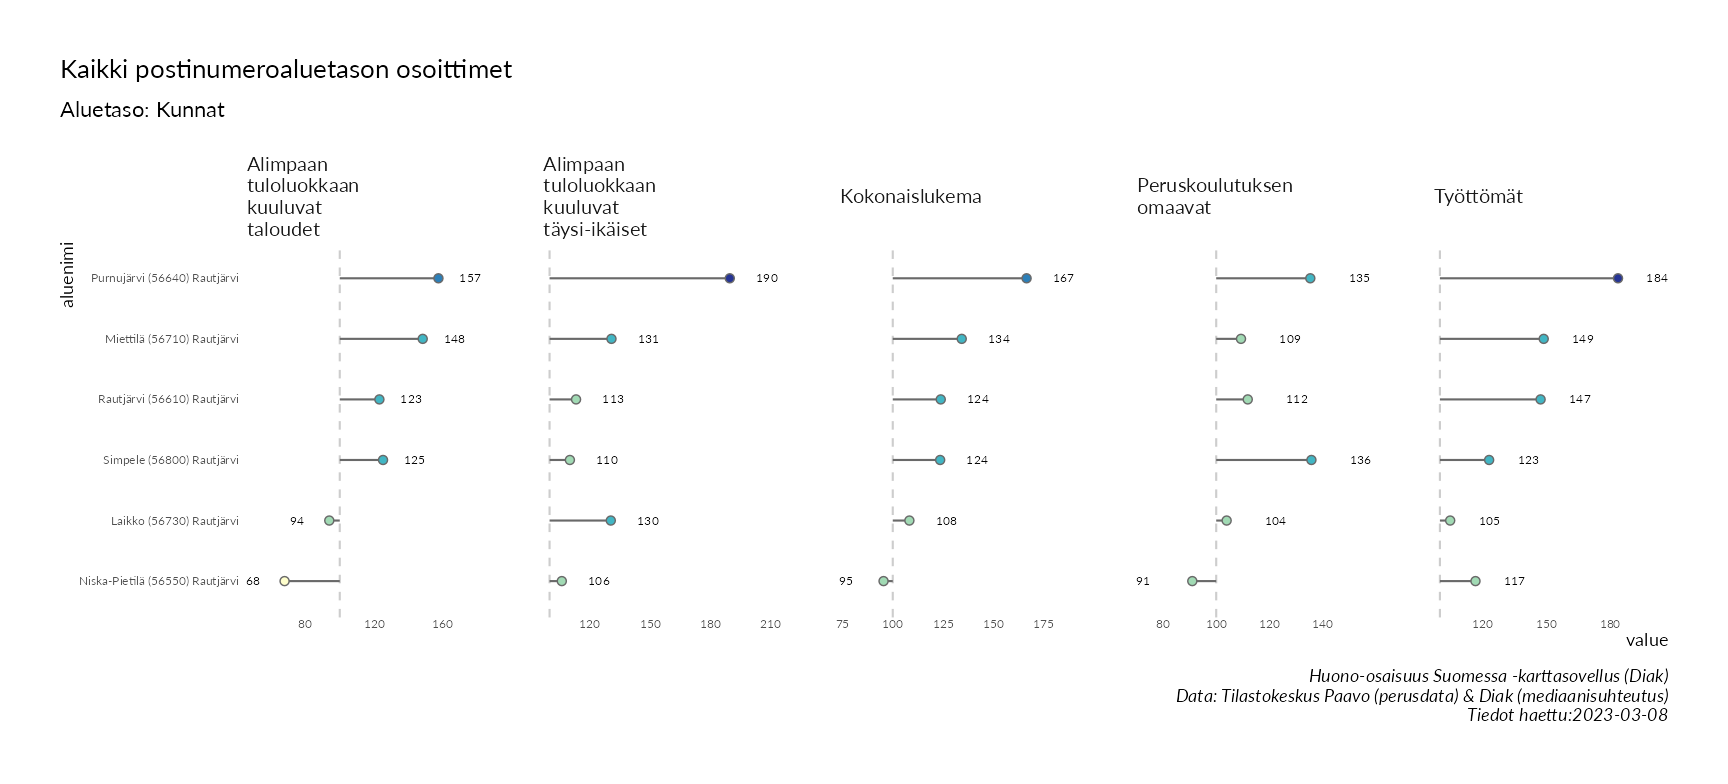 Kaikki postinumeroaluetason osoittimet
Aluetaso: Kunnat
Alimpaan
tuloluokkaan
kuuluvat
taloudet
Alimpaan
tuloluokkaan
kuuluvat
täysi-ikäiset
Kokonaislukema
Peruskoulutuksen
omaavat
Työttömät
aluenimi
Purnujärvi (56640) Rautjärvi 157 190 167 135 184
Miettilä (56710) Rautjärvi 148 131 134 109 149
Rautjärvi (56610) Rautjärvi 123 113 124 112 147
Simpele (56800) Rautjärvi 125 110 124 136 123
Laikko (56730) Rautjärvi 94 130 108 104 105
Niska-Pietilä (56550) Rautjärvi 68 106 95 91 117
80 120 160 120 150 180 210 75 100 125 150 175 80 100 120 140 120 150 180
value
Huono-osaisuus Suomessa -karttasovellus (Diak)
Data: Tilastokeskus Paavo (perusdata) & Diak (mediaanisuhteutus)
Tiedot haettu:2023-03-08